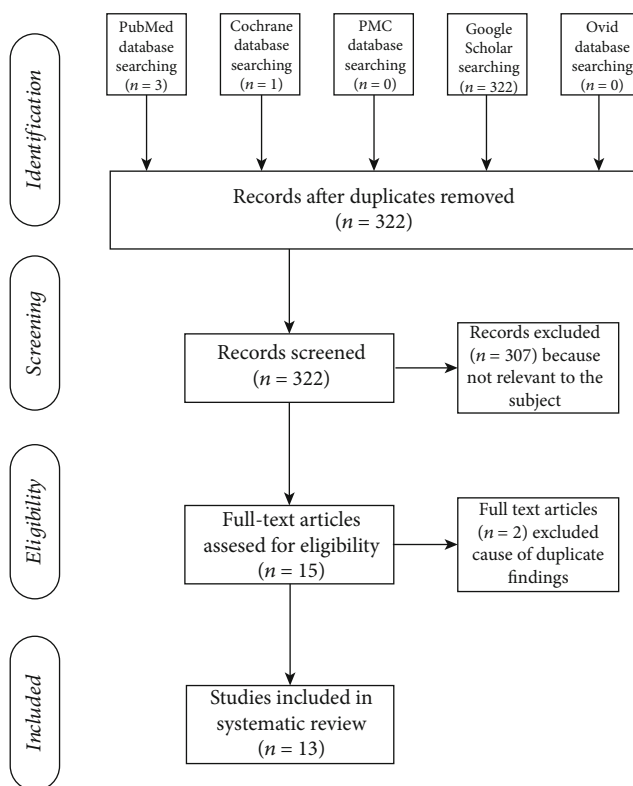 Identification
PubMed
database
searching
(n = 3)
Cochrane
database
searching
(n = 1)
PMC
database
searching
(n = 0)
Google
Scholar
searching
(n = 322)
Ovid
database
searching
(n = 0)
Records after duplicates removed
(n = 322)
Screening
Records screened
(n = 322)
Records excluded
(n = 307) because
not relevant to the
subject
Eligibility
Full-text articles
assesed for eligibility
(n = 15)
Full text articles
(n = 2) excluded
cause of duplicate
findings
Included
Studies included in
systematic review
(n = 13)